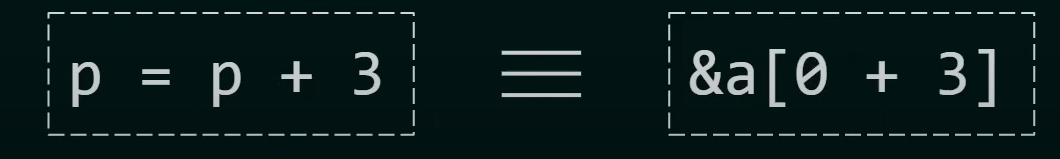 p = p + 3 ≡ &a[0 + 3]